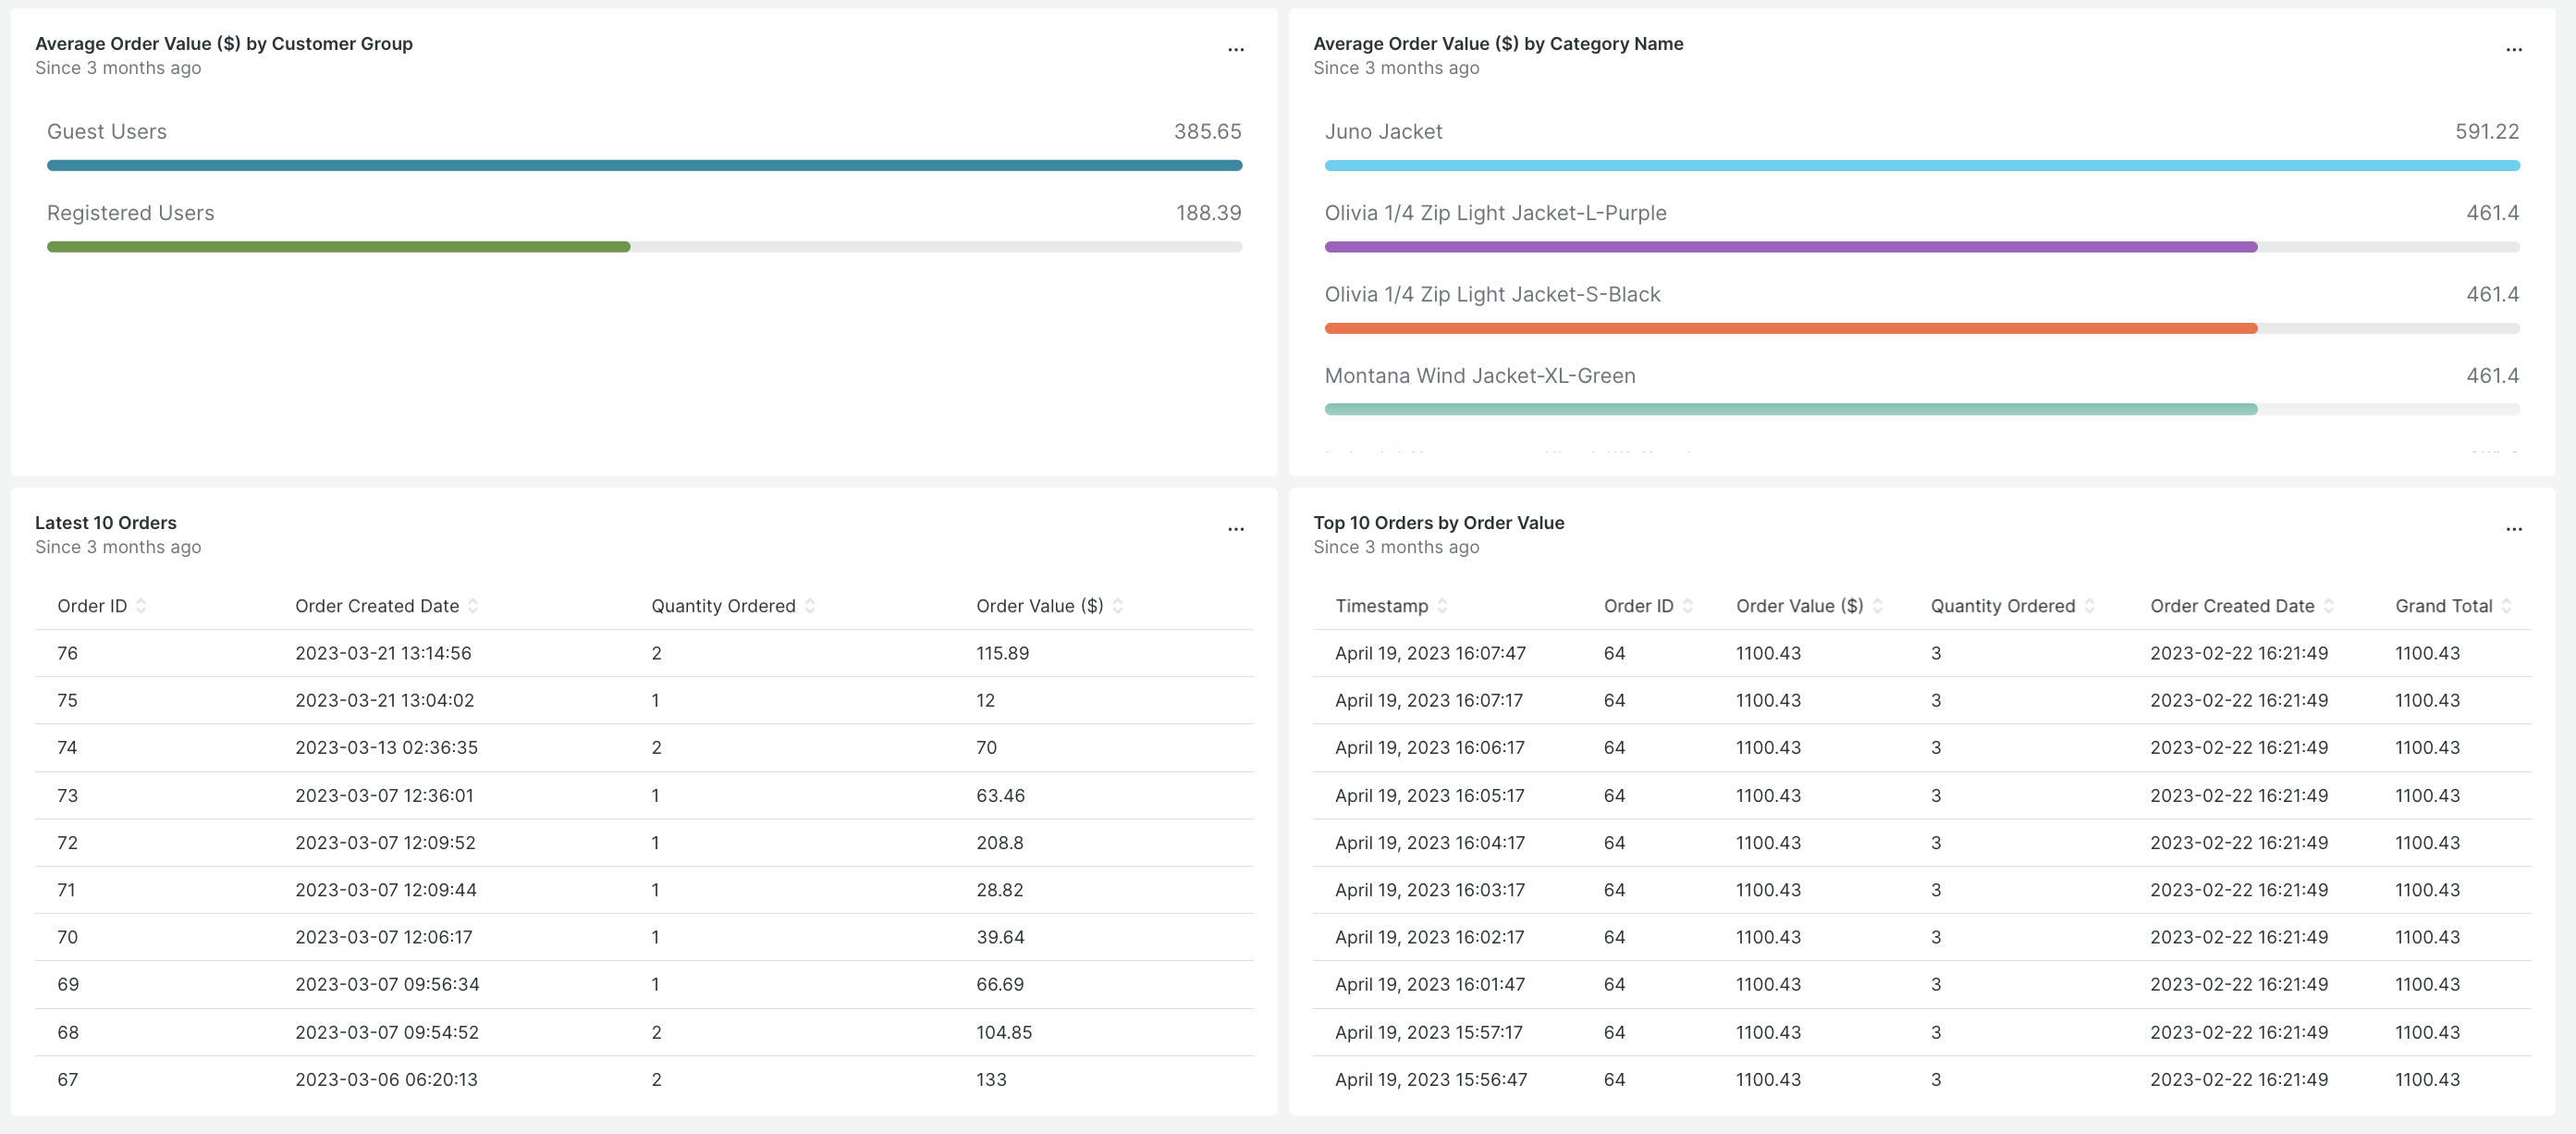 Average Order Value ($) by Customer Group
...
Since 3 months ago
Guest Users 385.65
Registered Users 188.39
Average Order Value ($) by Category Name
...
Since 3 months ago
Juno Jacket 591.22
Olivia 1/4 Zip Light Jacket-L-Purple 461.4
Olivia 1/4 Zip Light Jacket-S-Black 461.4
Montana Wind Jacket-XL-Green 461.4
Latest 10 Orders
...
Since 3 months ago
Order ID Order Created Date Quantity Ordered Order Value ($)
76 2023-03-21 13:14:56 2 115.89
75 2023-03-21 13:04:02 1 12
74 2023-03-13 02:36:35 2 70
73 2023-03-07 12:36:01 1 63.46
72 2023-03-07 12:09:52 1 208.8
71 2023-03-07 12:09:44 1 28.82
70 2023-03-07 12:06:17 1 39.64
69 2023-03-07 09:56:34 1 66.69
68 2023-03-07 09:54:52 2 104.85
67 2023-03-06 06:20:13 2 133
Top 10 Orders by Order Value
...
Since 3 months ago
Timestamp Order ID Order Value ($) Quantity Ordered Order Created Date Grand Total
April 19, 2023 16:07:47 64 1100.43 3 2023-02-22 16:21:49 1100.43
April 19, 2023 16:07:17 64 1100.43 3 2023-02-22 16:21:49 1100.43
April 19, 2023 16:06:17 64 1100.43 3 2023-02-22 16:21:49 1100.43
April 19, 2023 16:05:17 64 1100.43 3 2023-02-22 16:21:49 1100.43
April 19, 2023 16:04:17 64 1100.43 3 2023-02-22 16:21:49 1100.43
April 19, 2023 16:03:17 64 1100.43 3 2023-02-22 16:21:49 1100.43
April 19, 2023 16:02:17 64 1100.43 3 2023-02-22 16:21:49 1100.43
April 19, 2023 16:01:47 64 1100.43 3 2023-02-22 16:21:49 1100.43
April 19, 2023 15:57:17 64 1100.43 3 2023-02-22 16:21:49 1100.43
April 19, 2023 15:56:47 64 1100.43 3 2023-02-22 16:21:49 1100.43